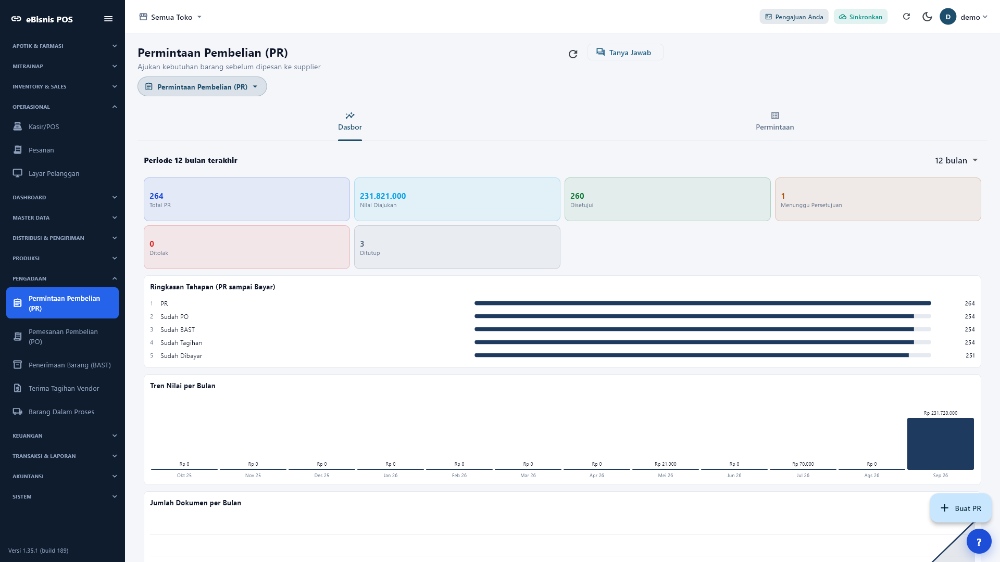 eBisnis POS
APOTIK & FARMASI
MITRAINAP
INVENTORY & SALES
OPERASIONAL
Kasir/POS
Pesanan
Layar Pelanggan
DASHBOARD
MASTER DATA
DISTRIBUSI & PENGIRIMAN
PRODUKSI
PENGADAAN
Permintaan Pembelian
(PR)
Pemesanan Pembelian
(PO)
Penerimaan Barang (BAST)
Terima Tagihan Vendor
Barang Dalam Proses
KEUANGAN
TRANSAKSI & LAPORAN
AKUNTANSI
SISTEM
Versi 1.35.1 (build 189)
Semua Toko
Pengajuan Anda
Sinkronkan
D
demo
Permintaan Pembelian (PR)
Ajukan kebutuhan barang sebelum dipesan ke supplier
Tanya Jawab
Permintaan Pembelian (PR)
Dasbor
Permintaan
Periode 12 bulan terakhir
12 bulan
264
Total PR
231.821.000
Nilai Diajukan
260
Disetujui
1
Menunggu Persetujuan
0
Ditolak
3
Ditutup
Ringkasan Tahapan (PR sampai Bayar)
1 PR 264
2 Sudah PO 254
3 Sudah BAST 254
4 Sudah Tagihan 254
5 Sudah Dibayar 251
Tren Nilai per Bulan
Rp 231.730.000
Rp 0 Rp 0 Rp 0 Rp 0 Rp 0 Rp 0 Rp 0 Rp 21.000 Rp 0 Rp 70.000 Rp 0
Okt 25 Nov 25 Des 25 Jan 26 Feb 26 Mar 26 Apr 26 Mei 26 Jun 26 Jul 26 Ags 26 Sep 26
Jumlah Dokumen per Bulan
Buat PR
?